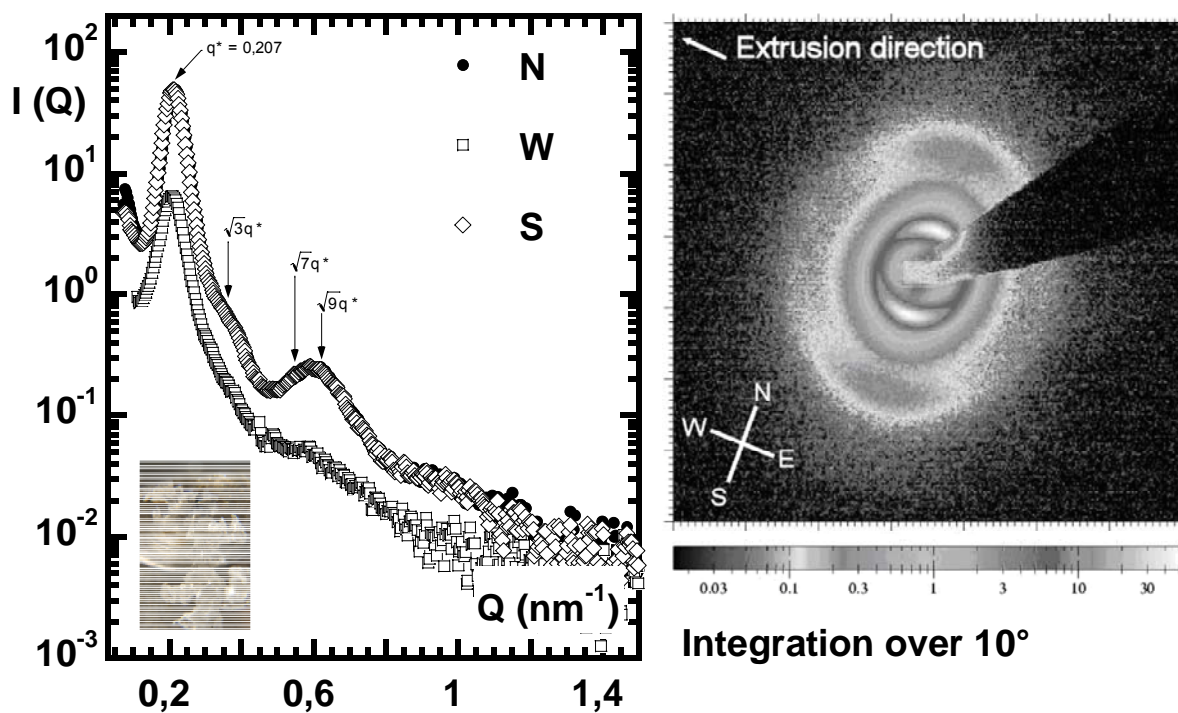 I (Q)
10²
10¹
10⁰
10⁻¹
10⁻²
10⁻³
q* = 0,207
√3q*
√7q*
√9q*
N
W
S
Q (nm⁻¹)
0,2
0,6
1
1,4
Extrusion direction
N
W
E
S
0.03
0.1
0.3
1
3
10
30
Integration over 10°